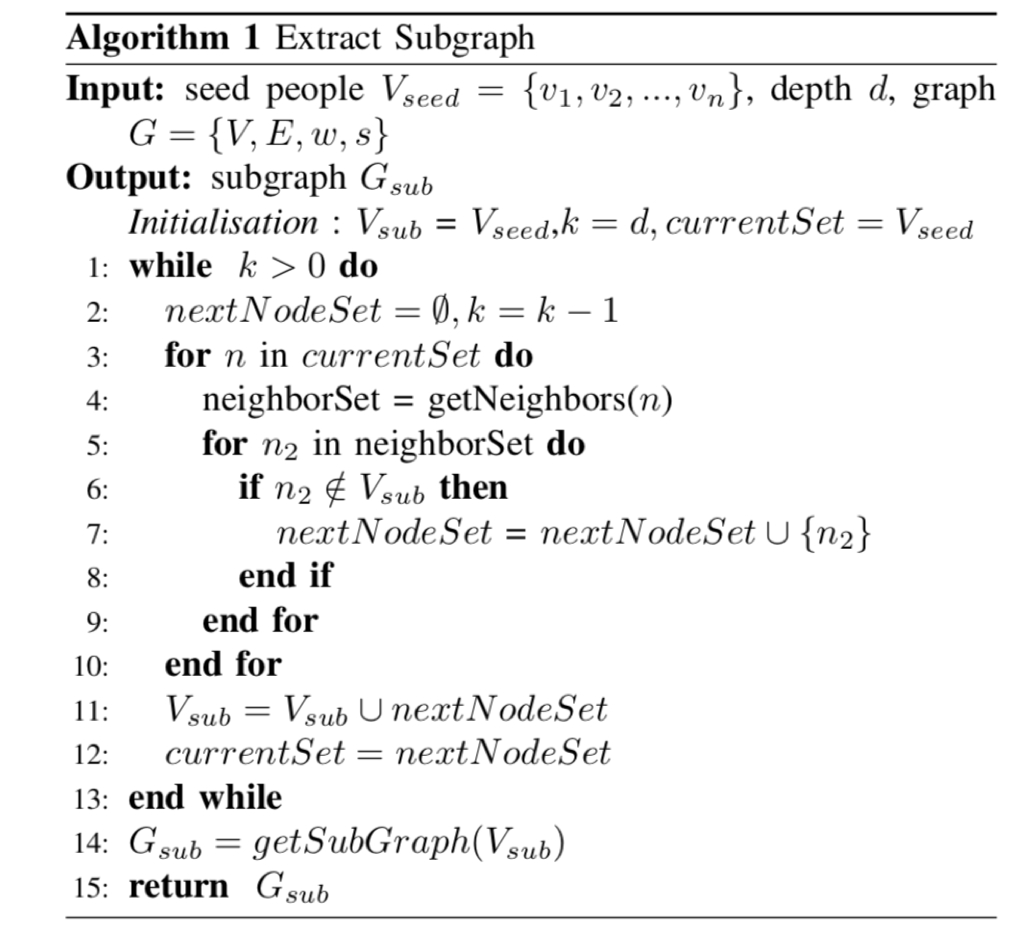 Algorithm 1 Extract Subgraph
Input: seed people V_{seed} = {v_1, v_2, ..., v_n}, depth d, graph
G = {V, E, w, s}
Output: subgraph G_{sub}
Initialisation : V_{sub} = V_{seed},k = d, currentSet = V_{seed}
1: while k > 0 do
2: nextNodeSet = ∅, k = k − 1
3: for n in currentSet do
4: neighborSet = getNeighbors(n)
5: for n_2 in neighborSet do
6: if n_2 ∉ V_{sub} then
7: nextNodeSet = nextNodeSet ∪ {n_2}
8: end if
9: end for
10: end for
11: V_{sub} = V_{sub} ∪ nextNodeSet
12: currentSet = nextNodeSet
13: end while
14: G_{sub} = getSubGraph(V_{sub})
15: return G_{sub}